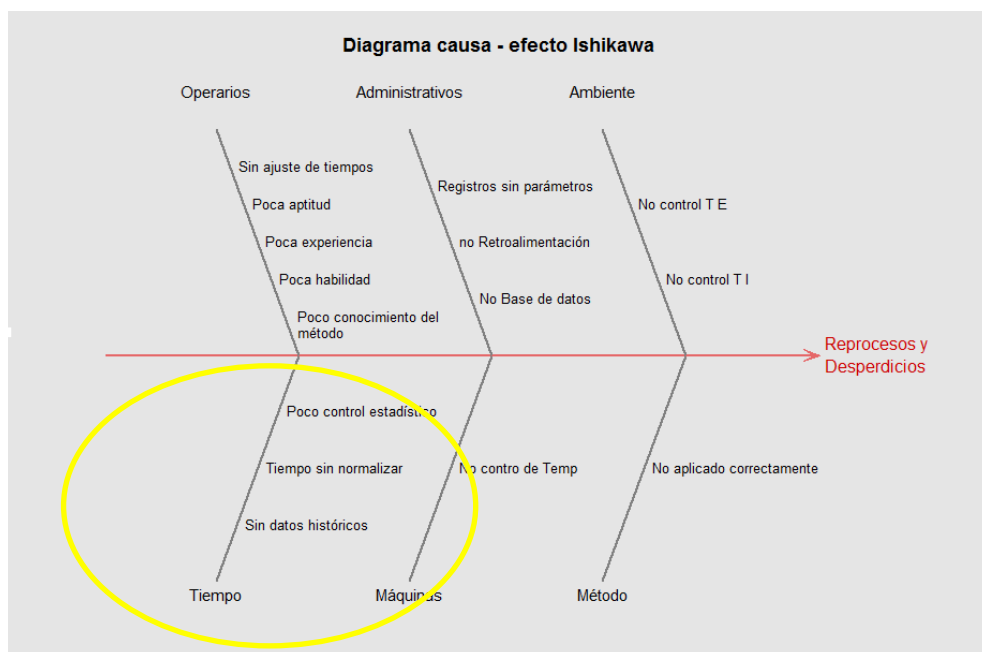 Diagrama causa - efecto Ishikawa
Operarios
Administrativos
Ambiente
Sin ajuste de tiempos
Poca aptitud
Poca experiencia
Poca habilidad
Poco conocimiento del
método
Registros sin parámetros
no Retroalimentación
No Base de datos
No control T E
No control T I
Reprocesos y
Desperdicios
Poco control estadístico
Tiempo sin normalizar
Sin datos históricos
No contro de Temp
No aplicado correctamente
Tiempo
Máquinas
Método